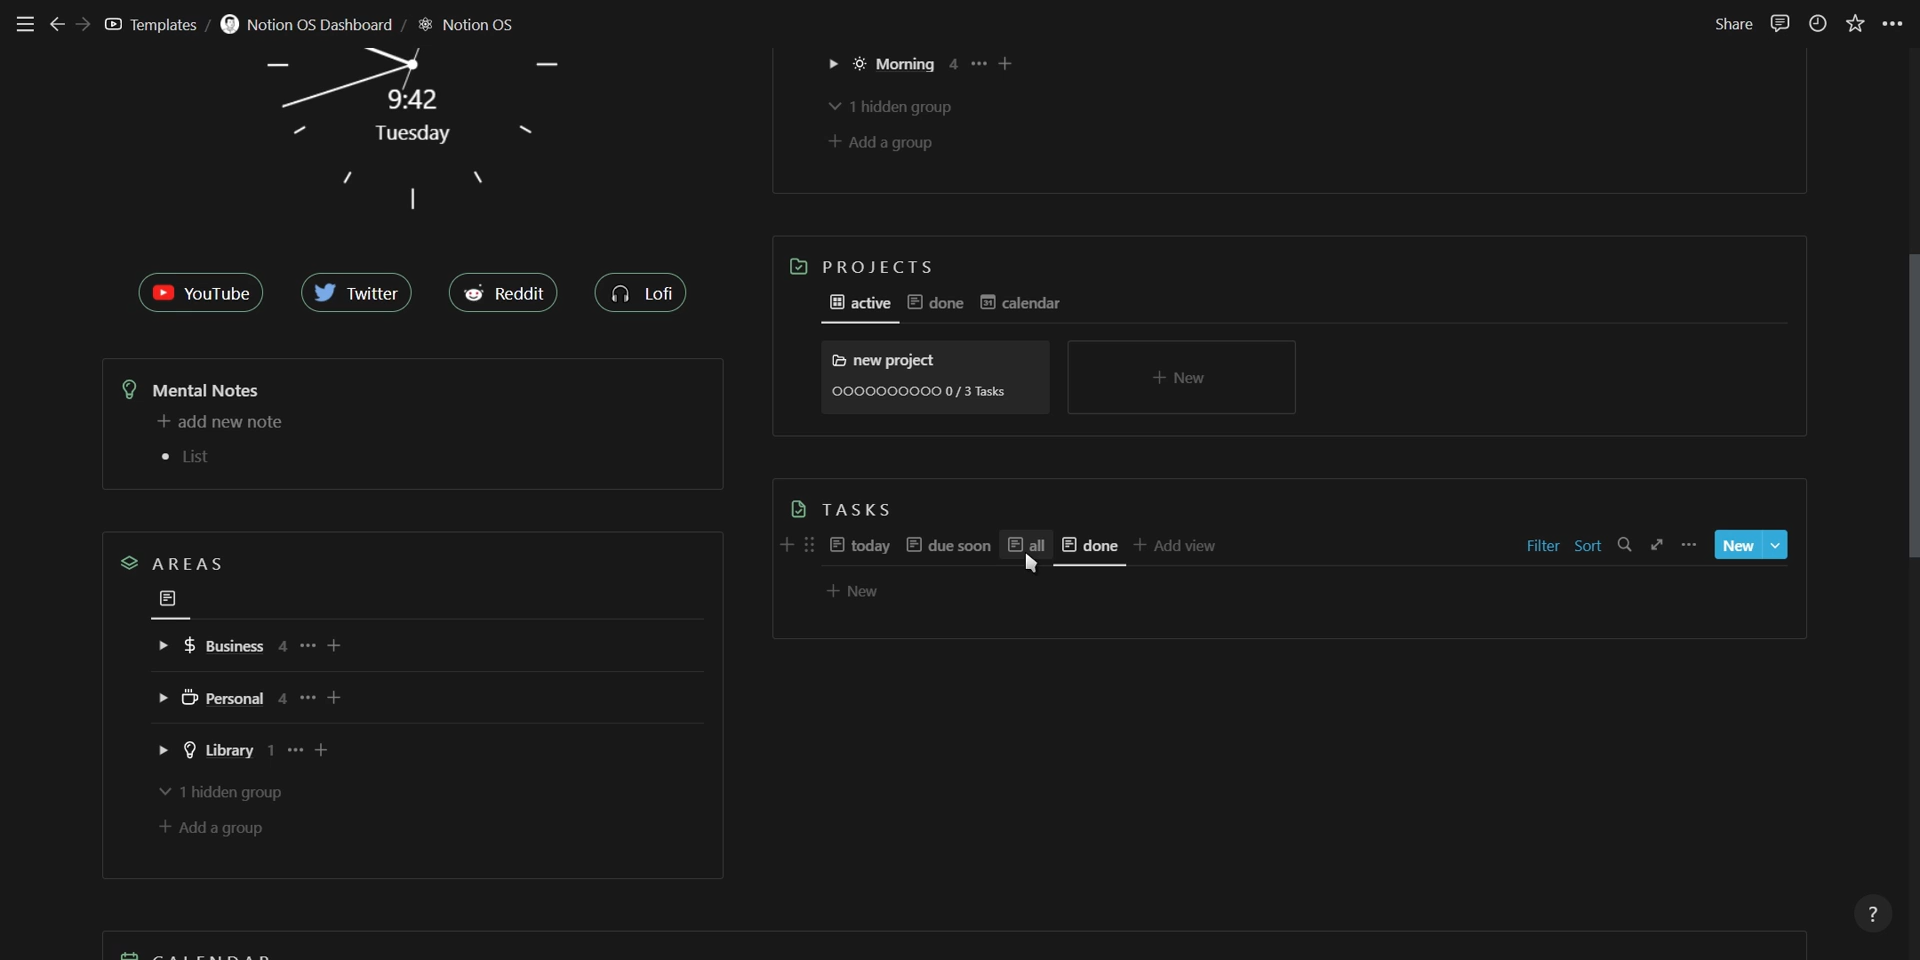 Templates / Notion OS Dashboard / Notion OS
Share
9:42
Tuesday
YouTube
Twitter
Reddit
Lofi
Mental Notes
+ add new note
• List
AREAS
Business 4 ··· +
Personal 4 ··· +
Library 1 ··· +
1 hidden group
+ Add a group
Morning 4 ··· +
1 hidden group
+ Add a group
PROJECTS
active done 31 calendar
new project
OOOOOOOOOO 0 / 3 Tasks
+ New
TASKS
today due soon all done + Add view Filter Sort ··· New
+ New
?
CALENDAR